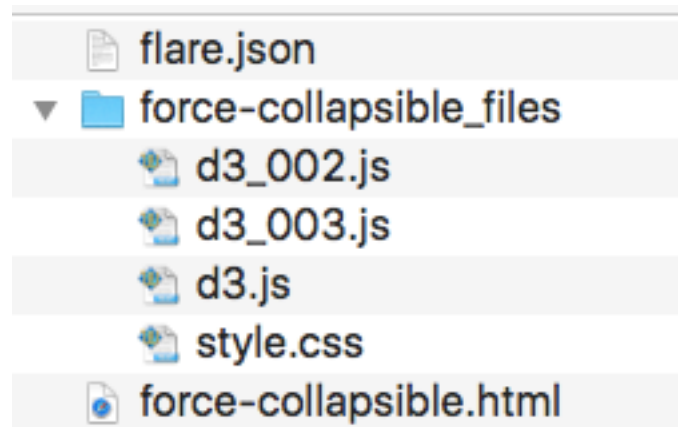 flare.json
force-collapsible_files
d3_002.js
d3_003.js
d3.js
style.css
force-collapsible.html